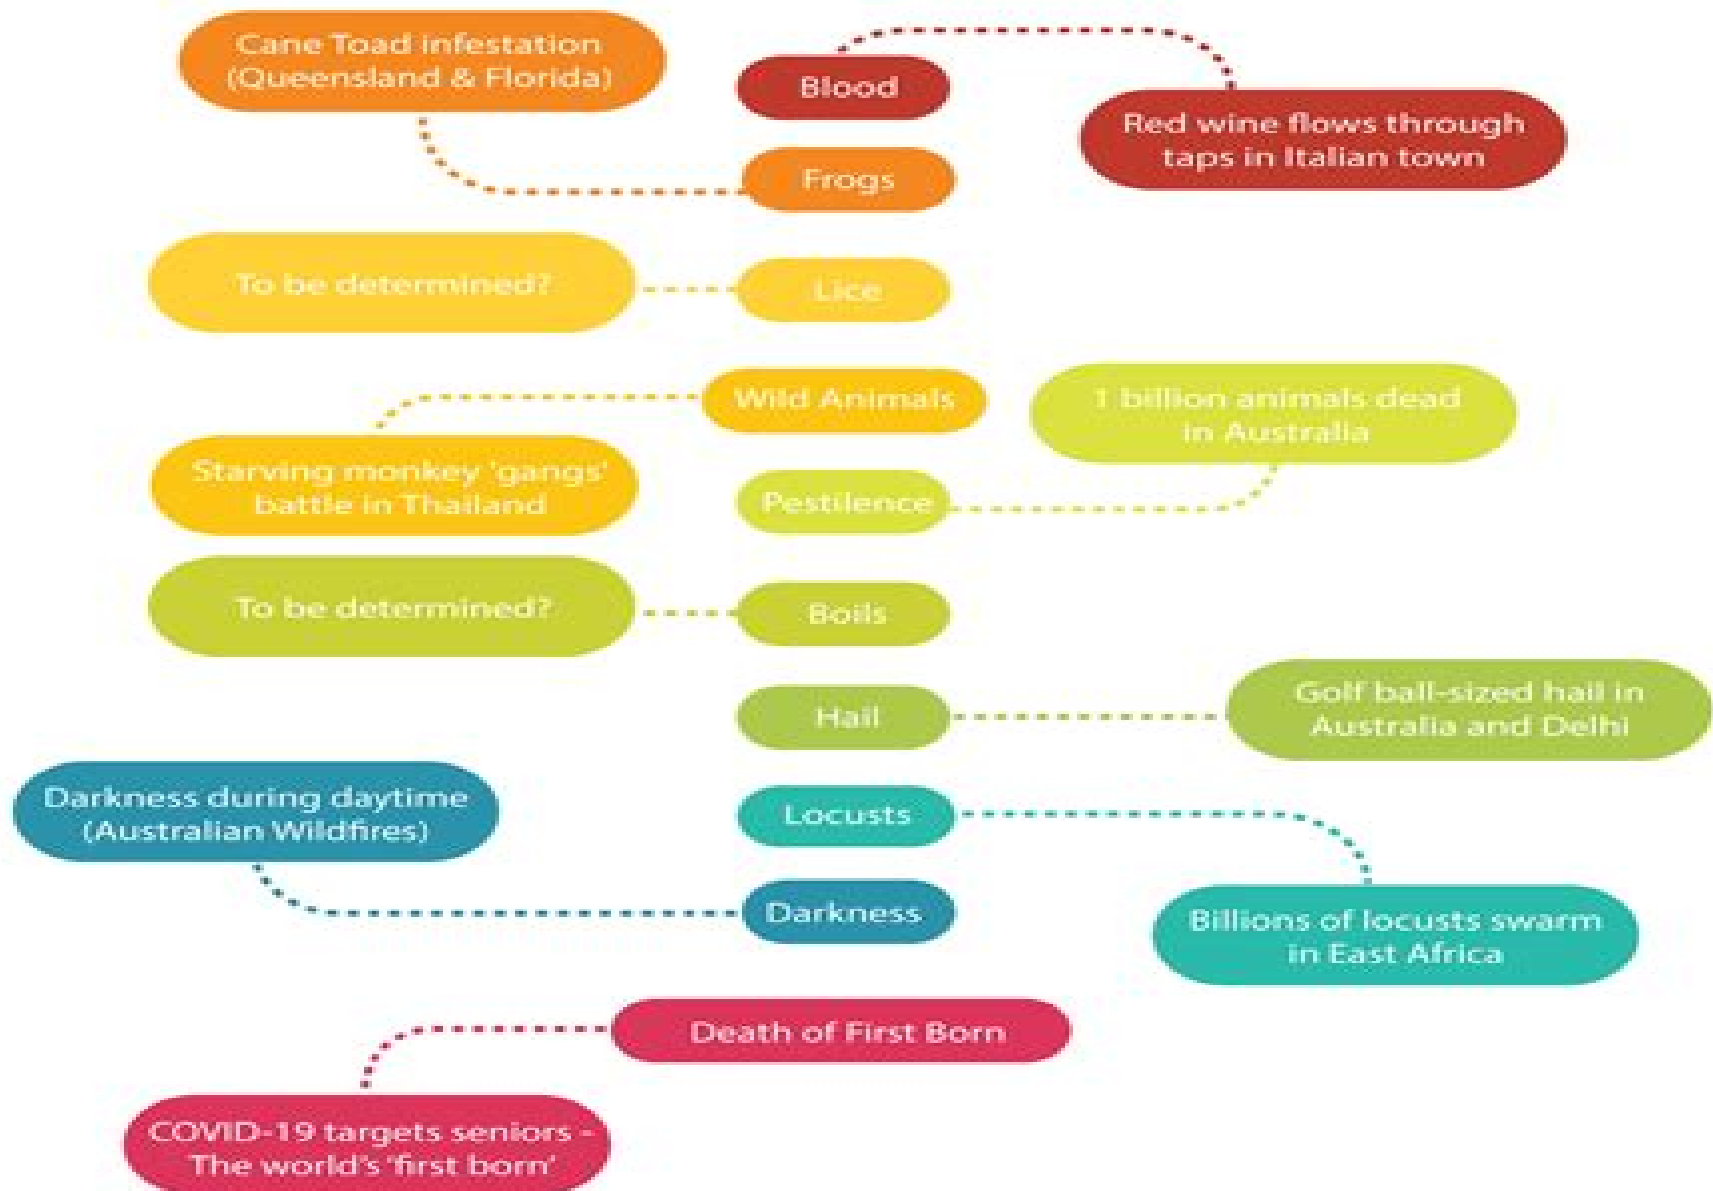 Cane Toad infestation
(Queensland & Florida)
Blood
Red wine flows through
taps in Italian town
Frogs
To be determined?
Lice
Wild Animals
1 billion animals dead
in Australia
Starving monkey 'gangs'
battle in Thailand
Pestilence
To be determined?
Boils
Hail
Golf ball-sized hail in
Australia and Delhi
Darkness during daytime
(Australian Wildfires)
Locusts
Darkness
Billions of locusts swarm
in East Africa
Death of First Born
COVID-19 targets seniors -
The world's 'first born'